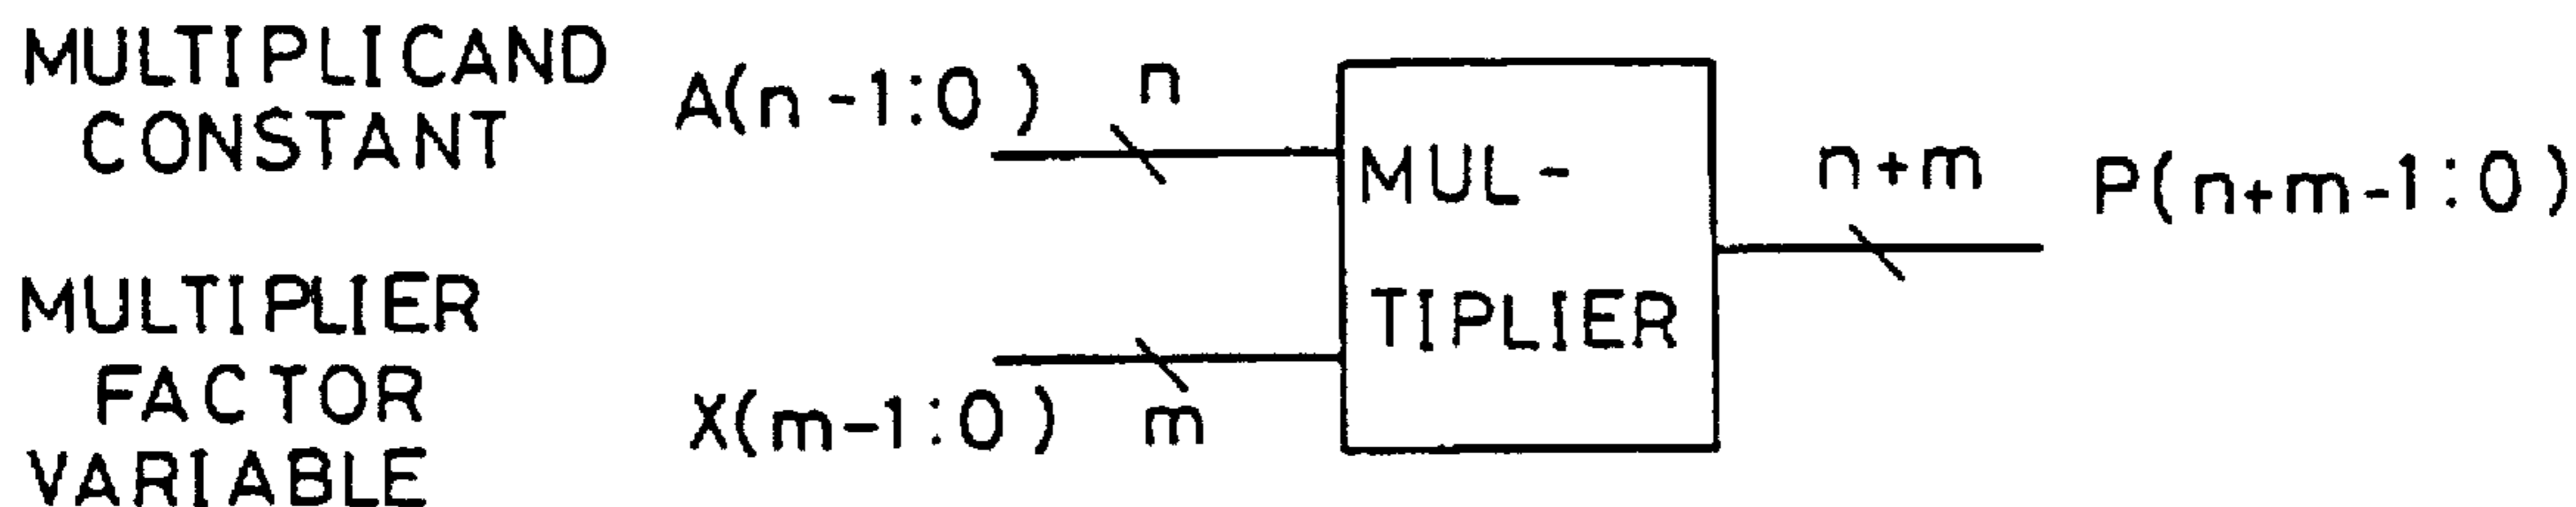 MULTIPLICAND
CONSTANT
A(n-1:0)
n
MUL-
TIPLIER
n+m
P(n+m-1:0)
MULTIPLIER
FACTOR
VARIABLE
X(m-1:0)
m